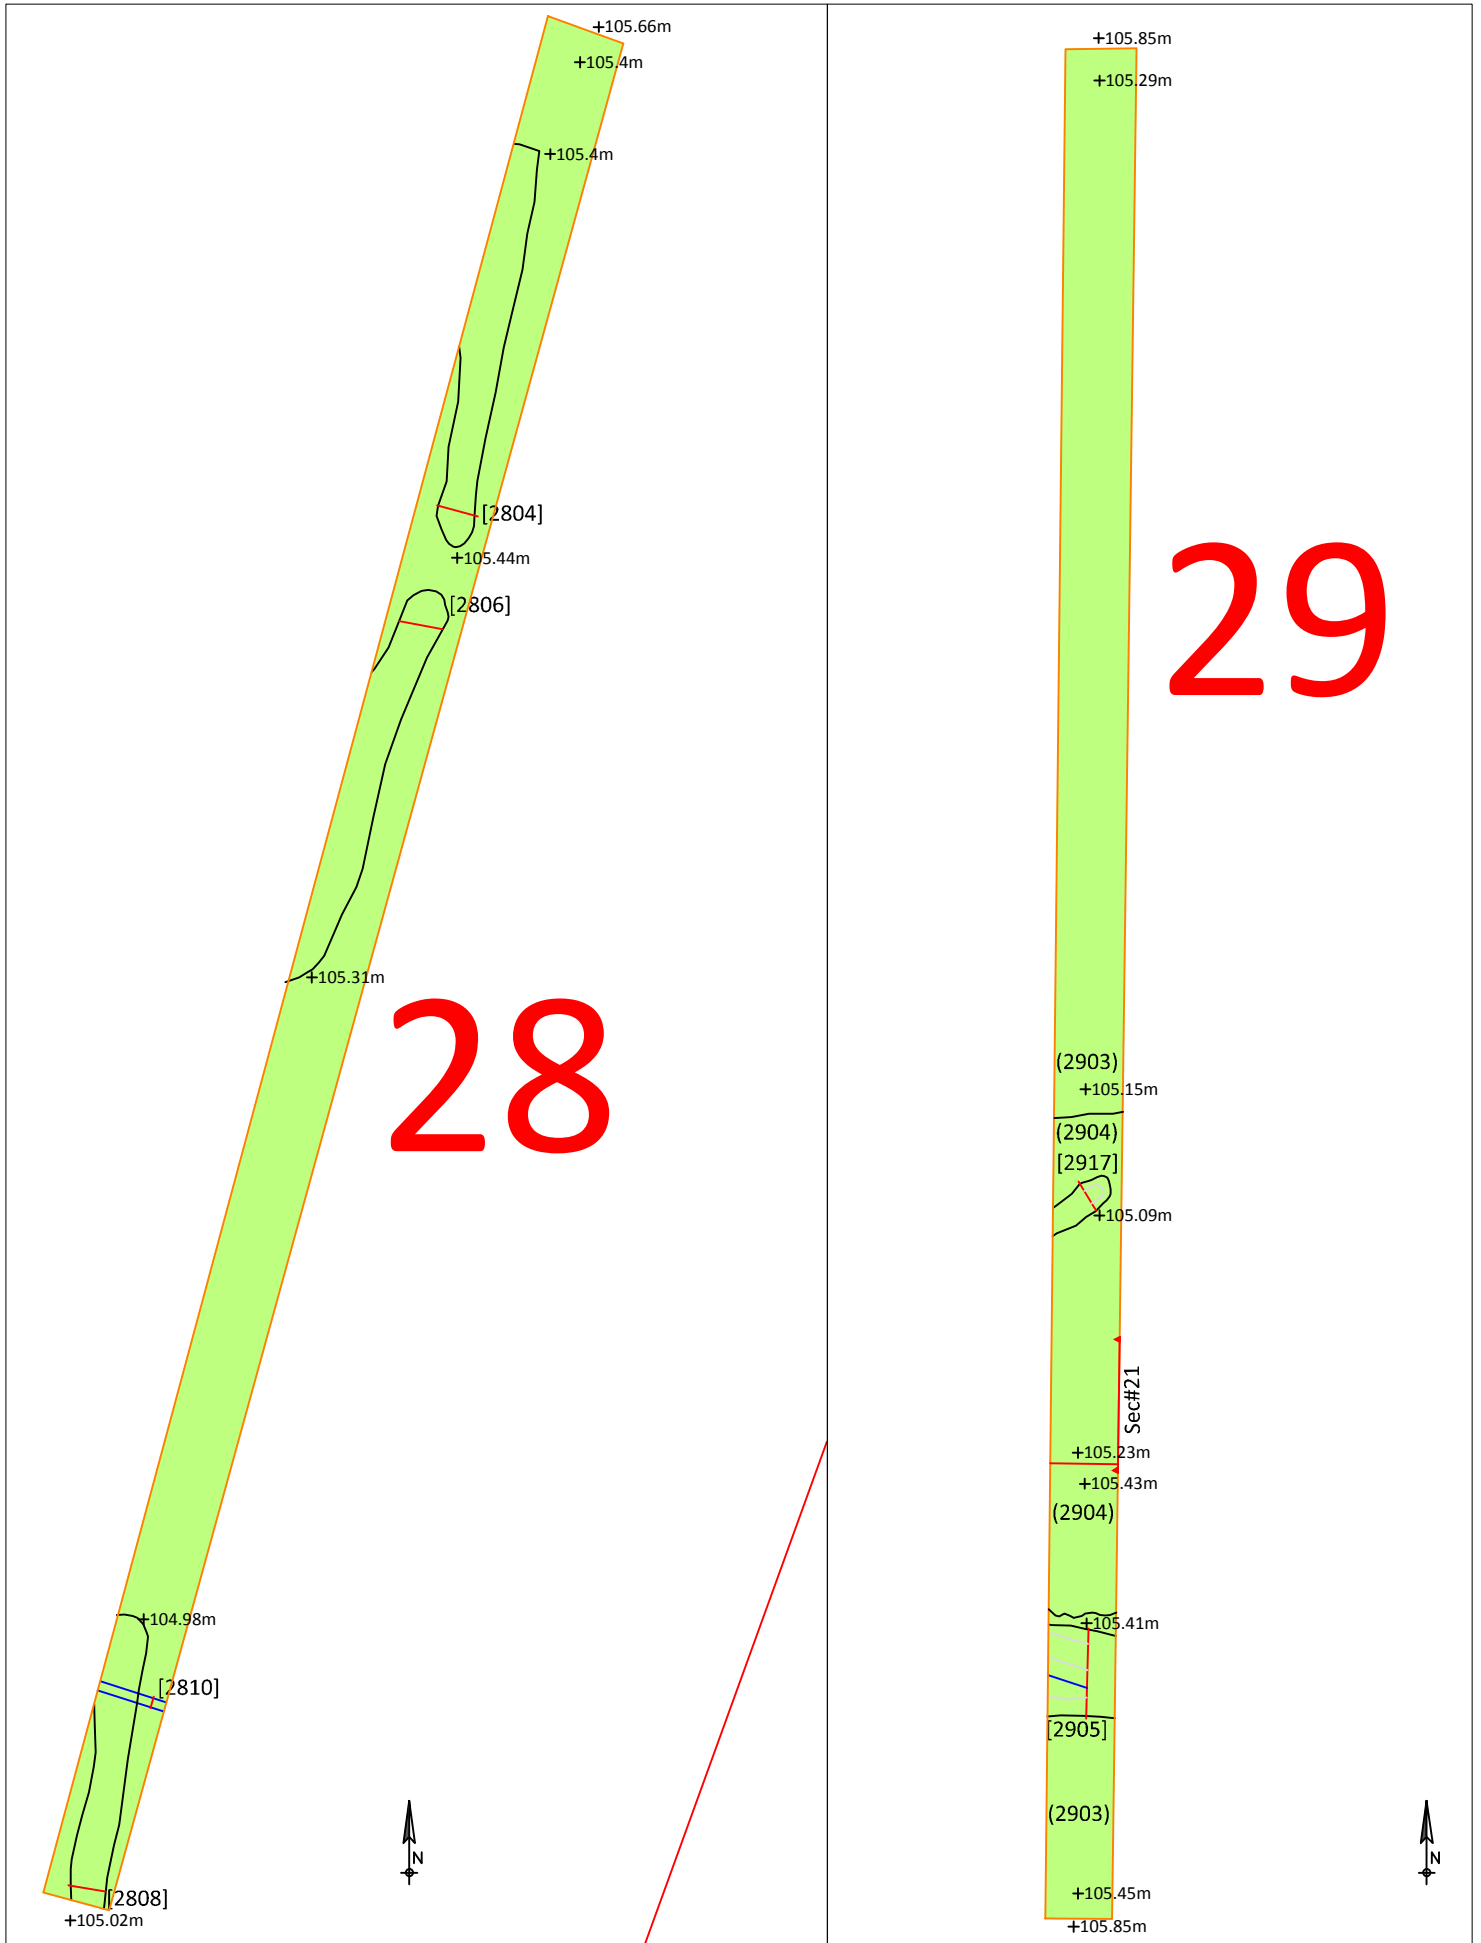 +105.66m
+105.4m
+105.4m
[2804]
+105.44m
[2806]
+105.31m
28
+104.98m
[2810]
N
[2808]
+105.02m
+105.85m
+105.29m
29
(2903)
+105.15m
(2904)
[2917]
+105.09m
Sec#21
+105.23m
+105.43m
(2904)
+105.41m
[2905]
(2903)
N
+105.45m
+105.85m